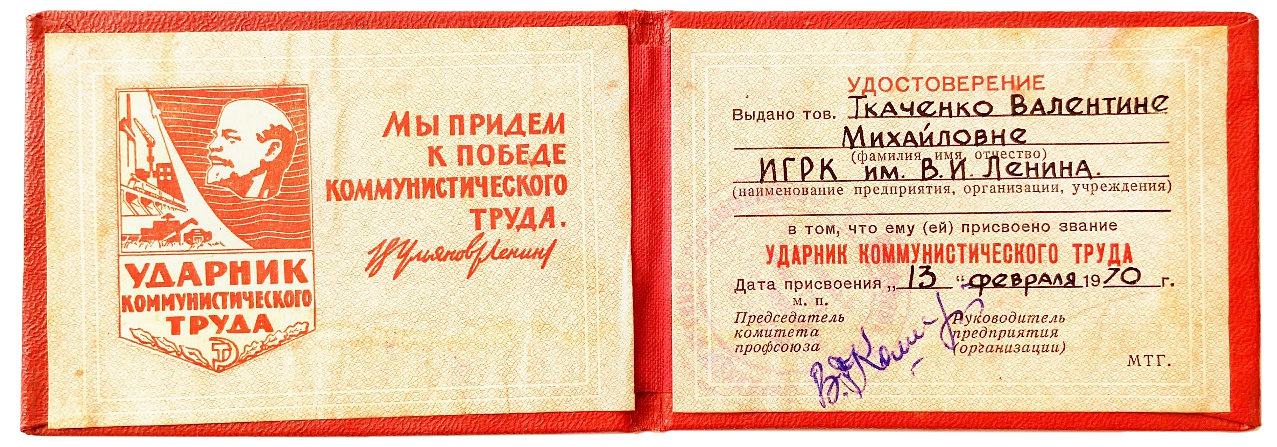 УДАРНИК
КОММУНИСТИЧЕСКОГО
ТРУДА
МЫ ПРИДЕМ
К ПОБЕДЕ
КОММУНИСТИЧЕСКОГО
ТРУДА.
В Ульянов (Ленин)
УДОСТОВЕРЕНИЕ
Выдано тов. Ткаченко Валентине
Михайловне
(фамилия, имя, отчество)
ИГРК им. В.И. Ленина.
(наименование предприятия, организации, учреждения)
в том, что ему (ей) присвоено звание
УДАРНИК КОММУНИСТИЧЕСКОГО ТРУДА
Дата присвоения „13“ февраля 1970 г.
м. п.
Председатель Руководитель
комитета предприятия
профсоюза (организации)
МТГ.